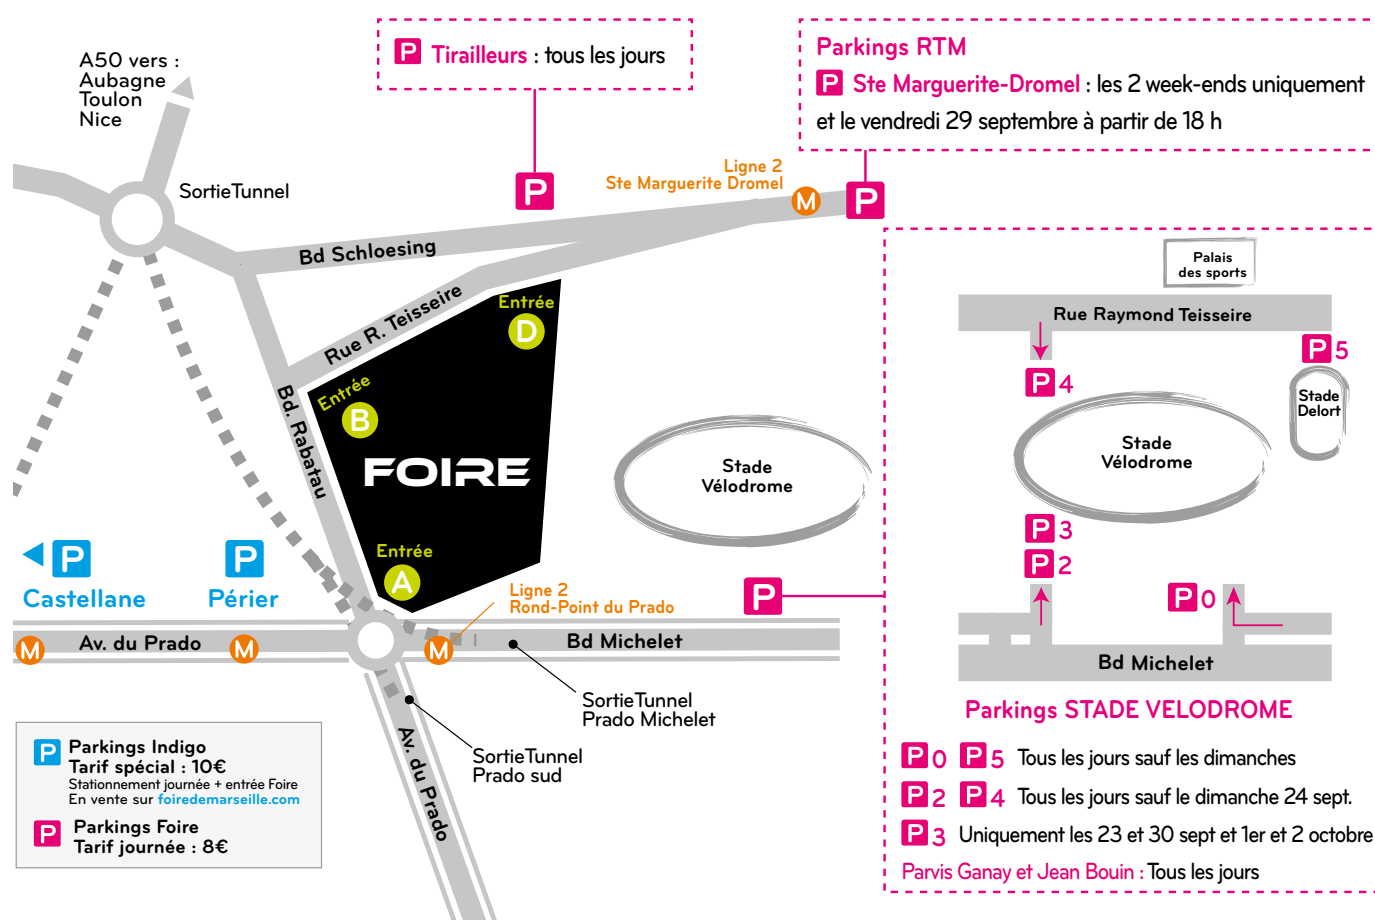 A50 vers :
Aubagne
Toulon
Nice
SortieTunnel
P Tirailleurs : tous les jours
P
Parkings RTM
P Ste Marguerite-Dromel : les 2 week-ends uniquement
et le vendredi 29 septembre à partir de 18 h
Ligne 2
Ste Marguerite Dromel
M
P
Bd Schloesing
Rue R. Teisseire
Bd. Rabatau
Entrée
D
Entrée
B
FOIRE
Entrée
A
Stade
Vélodrome
P
Castellane
P
Périer
Ligne 2
Rond-Point du Prado
P
M
Av. du Prado
M
M
Bd Michelet
SortieTunnel
Prado Michelet
SortieTunnel
Prado sud
Av. du Prado
P Parkings Indigo
Tarif spécial : 10€
Stationnement journée + entrée Foire
En vente sur foiredemarseille.com
P Parkings Foire
Tarif journée : 8€
Palais
des sports
Rue Raymond Teisseire
P 5
P 4
Stade
Delort
Stade
Vélodrome
P 3
P 2
P 0
Bd Michelet
Parkings STADE VELODROME
P 0 P 5 Tous les jours sauf les dimanches
P 2 P 4 Tous les jours sauf le dimanche 24 sept.
P 3 Uniquement les 23 et 30 sept et 1er et 2 octobre
Parvis Ganay et Jean Bouin : Tous les jours